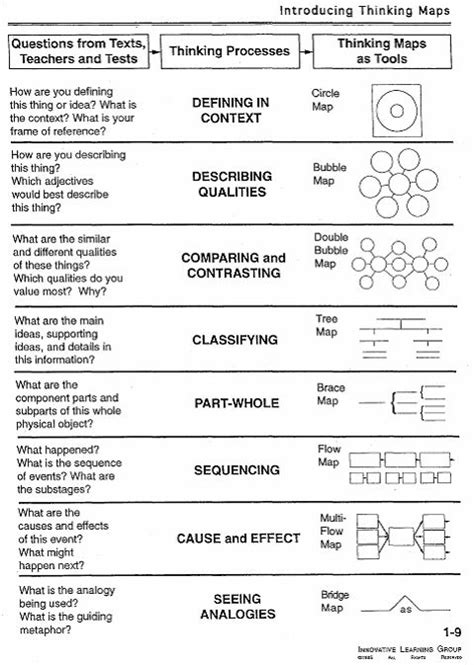 Introducing Thinking Maps
Questions from Texts,
Teachers and Tests
Thinking Processes
Thinking Maps
as Tools
How are you defining
this thing or idea? What is
the context? What is your
frame of reference?
DEFINING IN
CONTEXT
Circle
Map
How are you describing
this thing?
Which adjectives
would best describe
this thing?
DESCRIBING
QUALITIES
Bubble
Map
What are the similar
and different qualities
of these things?
Which qualities do you
value most? Why?
COMPARING and
CONTRASTING
Double
Bubble
Map
What are the main
ideas, supporting
ideas, and details in
this information?
CLASSIFYING
Tree
Map
What are the
component parts and
subparts of this whole
physical object?
PART-WHOLE
Brace
Map
What happened?
What is the sequence
of events? What are
the substages?
SEQUENCING
Flow
Map
What are the
causes and effects
of this event?
What might
happen next?
CAUSE and EFFECT
Multi-
Flow
Map
What is the analogy
being used?
What is the guiding
metaphor?
SEEING
ANALOGIES
Bridge
Map
as
1-9
INNOVATIVE LEARNING GROUP
ALL RIGHTS RESERVED